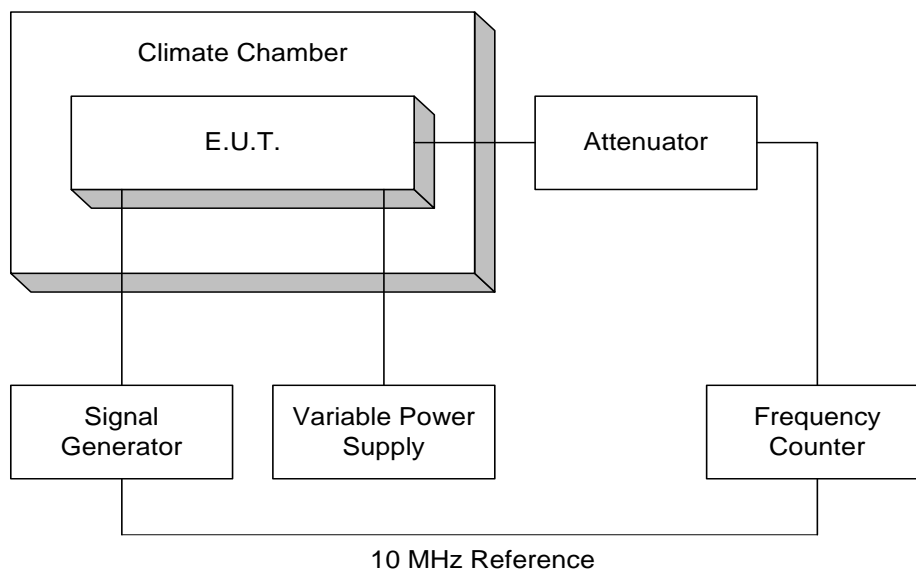 Climate Chamber
E.U.T.
Attenuator
Signal
Generator
Variable Power
Supply
Frequency
Counter
10 MHz Reference